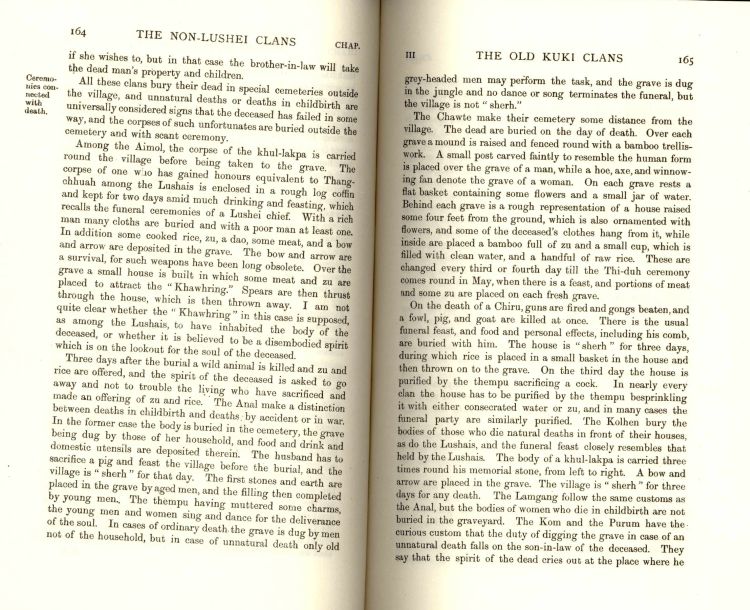 164 THE NON-LUSHEI CLANS CHAP.
if she wishes to, but in that case the brother-in-law will take
the dead man's property and children.
Ceremo-
nies con-
nected
with
death.
All these clans bury their dead in special cemeteries outside
the village, and unnatural deaths or deaths in childbirth are
universally considered signs that the deceased has failed in some
way, and the corpses of such unfortunates are buried outside the
cemetery and with scant ceremony.
Among the Aimol, the corpse of the khul-lakpa is carried
round the village before being taken to the grave. The
corpse of one who has gained honours equivalent to Thang-
chhuah among the Lushais is enclosed in a rough log coffin
and kept for two days amid much drinking and feasting, which
recalls the funeral ceremonies of a Lushei chief. With a rich
man many cloths are buried and with a poor man at least one.
In addition some cooked rice, zu, a dao, some meat, and a bow
and arrow are deposited in the grave. The bow and arrow are
a survival, for such weapons have been long obsolete. Over the
grave a small house is built in which some meat and zu are
placed to attract the "Khawhring." Spears are then thrust
through the house, which is then thrown away. I am not
quite clear whether the "Khawhring" in this case is supposed,
as among the Lushais, to have inhabited the body of the
deceased, or whether it is believed to be a disembodied spirit
which is on the lookout for the soul of the deceased.
Three days after the burial a wild animal is killed and zu and
rice are offered, and the spirit of the deceased is asked to go
away and not to trouble the living who have sacrificed and
made an offering of zu and rice. The Anal make a distinction
between deaths in childbirth and deaths by accident or in war.
In the former case the body is buried in the cemetery, the grave
being dug by those of her household, and food and drink and
domestic utensils are deposited therein. The husband has to
sacrifice a pig and feast the village before the burial, and the
village is "sherh" for that day. The first stones and earth are
placed in the grave by aged men, and the filling then completed
by young men. The thempu having muttered some charms,
the young men and women sing and dance for the deliverance
of the soul. In cases of ordinary death the grave is dug by men
not of the household, but in case of unnatural death only old
III THE OLD KUKI CLANS 165
grey-headed men may perform the task, and the grave is dug
in the jungle and no dance or song terminates the funeral, but
the village is not "sherh."
The Chawte make their cemetery some distance from the
village. The dead are buried on the day of death. Over each
grave a mound is raised and fenced round with a bamboo trellis-
work. A small post carved faintly to resemble the human form
is placed over the grave of a man, while a hoe, axe, and winnow-
ing fan denote the grave of a woman. On each grave rests a
flat basket containing some flowers and a small jar of water.
Behind each grave is a rough representation of a house raised
some four feet from the ground, which is also ornamented with
flowers, and some of the deceased's clothes hang from it, while
inside are placed a bamboo full of zu and a small cup, which is
filled with clean water, and a handful of raw rice. These are
changed every third or fourth day till the Thi-duh ceremony
comes round in May, when there is a feast, and portions of meat
and some zu are placed on each fresh grave.
On the death of a Chiru, guns are fired and gongs beaten, and
a fowl, pig, and goat are killed at once. There is the usual
funeral feast, and food and personal effects, including his comb,
are buried with him. The house is "sherh" for three days,
during which rice is placed in a small basket in the house and
then thrown on to the grave. On the third day the house is
purified by the thempu sacrificing a cock. In nearly every
clan the house has to be purified by the thempu besprinkling
it with either consecrated water or zu, and in many cases the
funeral party are similarly purified. The Kolhen bury the
bodies of those who die natural deaths in front of their houses,
as do the Lushais, and the funeral feast closely resembles that
held by the Lushais. The body of a khul-lakpa is carried three
times round his memorial stone, from left to right. A bow and
arrow are placed in the grave. The village is "sherh" for three
days for any death. The Lamgang follow the same customs as
the Anal, but the bodies of women who die in childbirth are not
buried in the graveyard. The Kom and the Purum have the
curious custom that the duty of digging the grave in case of an
unnatural death falls on the son-in-law of the deceased. They
say that the spirit of the dead cries out at the place where he